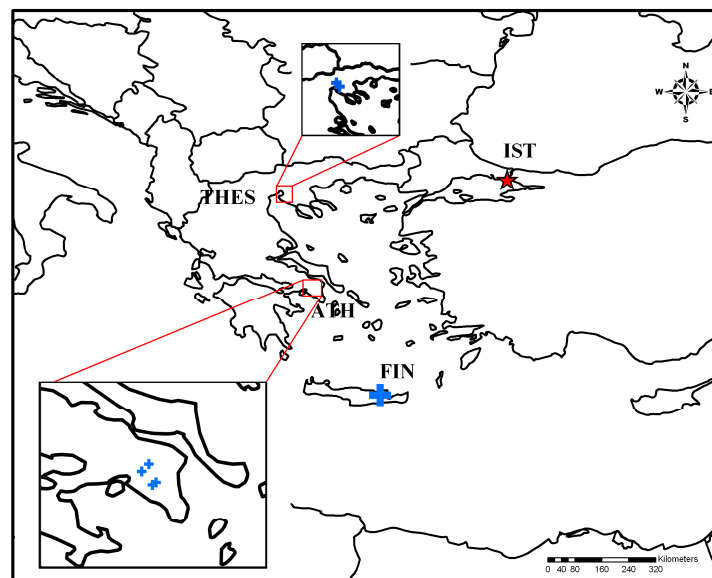 N
W
E
S
IST
THES
ATH
FIN
Kilometers
0 40 80 160 240 320